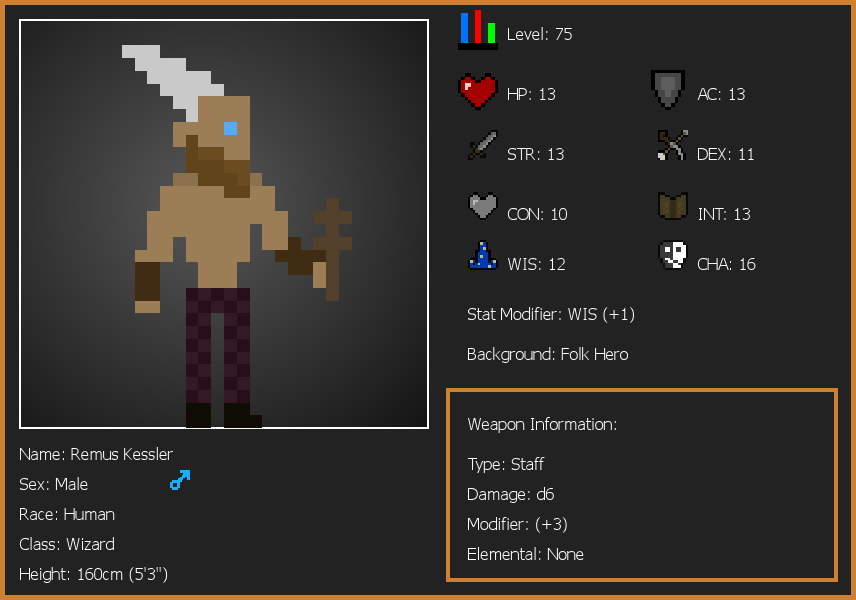 Level: 75
HP: 13
AC: 13
STR: 13
DEX: 11
CON: 10
INT: 13
WIS: 12
CHA: 16
Stat Modifier: WIS (+1)
Background: Folk Hero
Weapon Information:
Type: Staff
Damage: d6
Modifier: (+3)
Elemental: None
Name: Remus Kessler
Sex: Male
Race: Human
Class: Wizard
Height: 160cm (5'3")